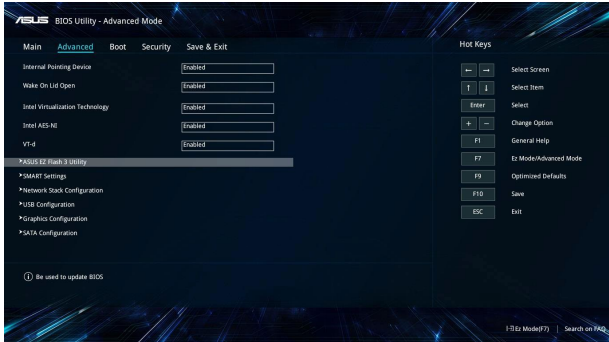 ASUS BIOS Utility - Advanced Mode
Main Advanced Boot Security Save & Exit
Hot Keys
Internal Pointing Device Enabled
Wake On Lid Open Enabled
Intel Virtualization Technology Enabled
Intel AES-NI Enabled
VT-d Enabled
ASUS EZ Flash 3 Utility
SMART Settings
Network Stack Configuration
USB Configuration
Graphics Configuration
SATA Configuration
Be used to update BIOS
← → Select Screen
↑ ↓ Select Item
Enter Select
+ − Change Option
F1 General Help
F7 Ez Mode/Advanced Mode
F9 Optimized Defaults
F10 Save
ESC Exit
Ez Mode(F7) | Search on FAQ